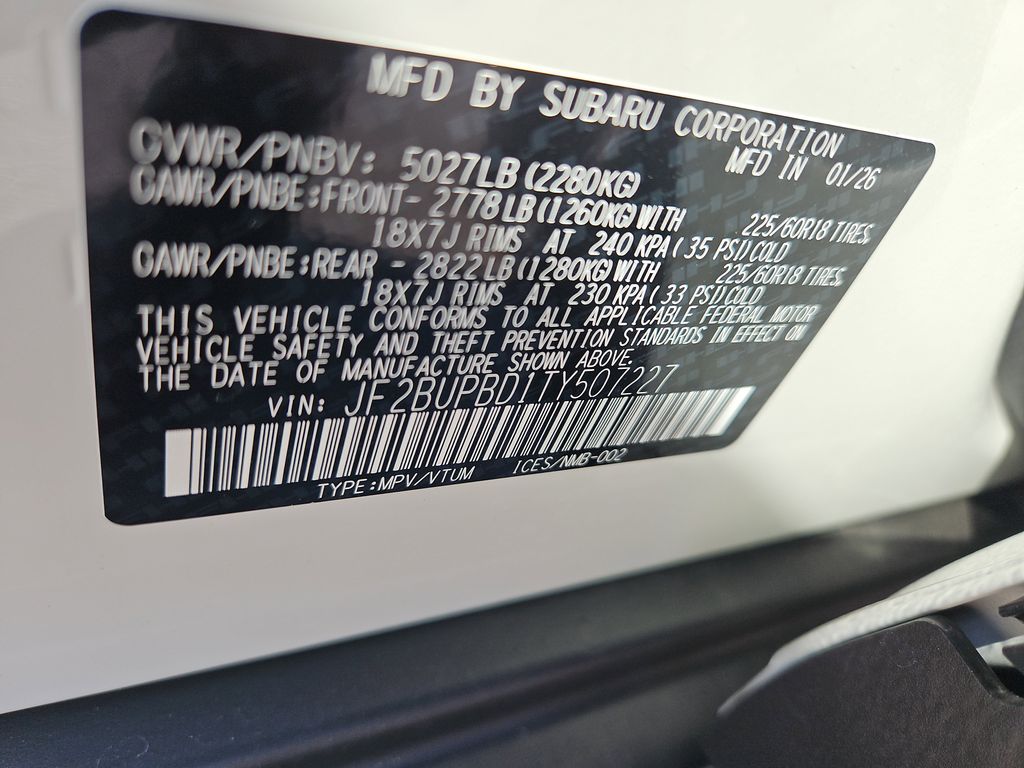 MFD BY SUBARU CORPORATION
MFD IN 01/26
GVWR/PNBV: 5027LB(2280KG)
GAWR/PNBE:FRONT- 2778LB(1260KG)WITH 225/60R18 TIRES,
18X7J RIMS AT 240 KPA( 35 PSI)COLD
GAWR/PNBE:REAR - 2822LB(1280KG)WITH 225/60R18 TIRES,
18X7J RIMS AT 230 KPA( 33 PSI)COLD
THIS VEHICLE CONFORMS TO ALL APPLICABLE FEDERAL MOTOR
VEHICLE SAFETY AND THEFT PREVENTION STANDARDS IN EFFECT ON
THE DATE OF MANUFACTURE SHOWN ABOVE.
VIN: JF2BUPBD1TY507227
TYPE:MPV/VTUM ICES/NMB-002